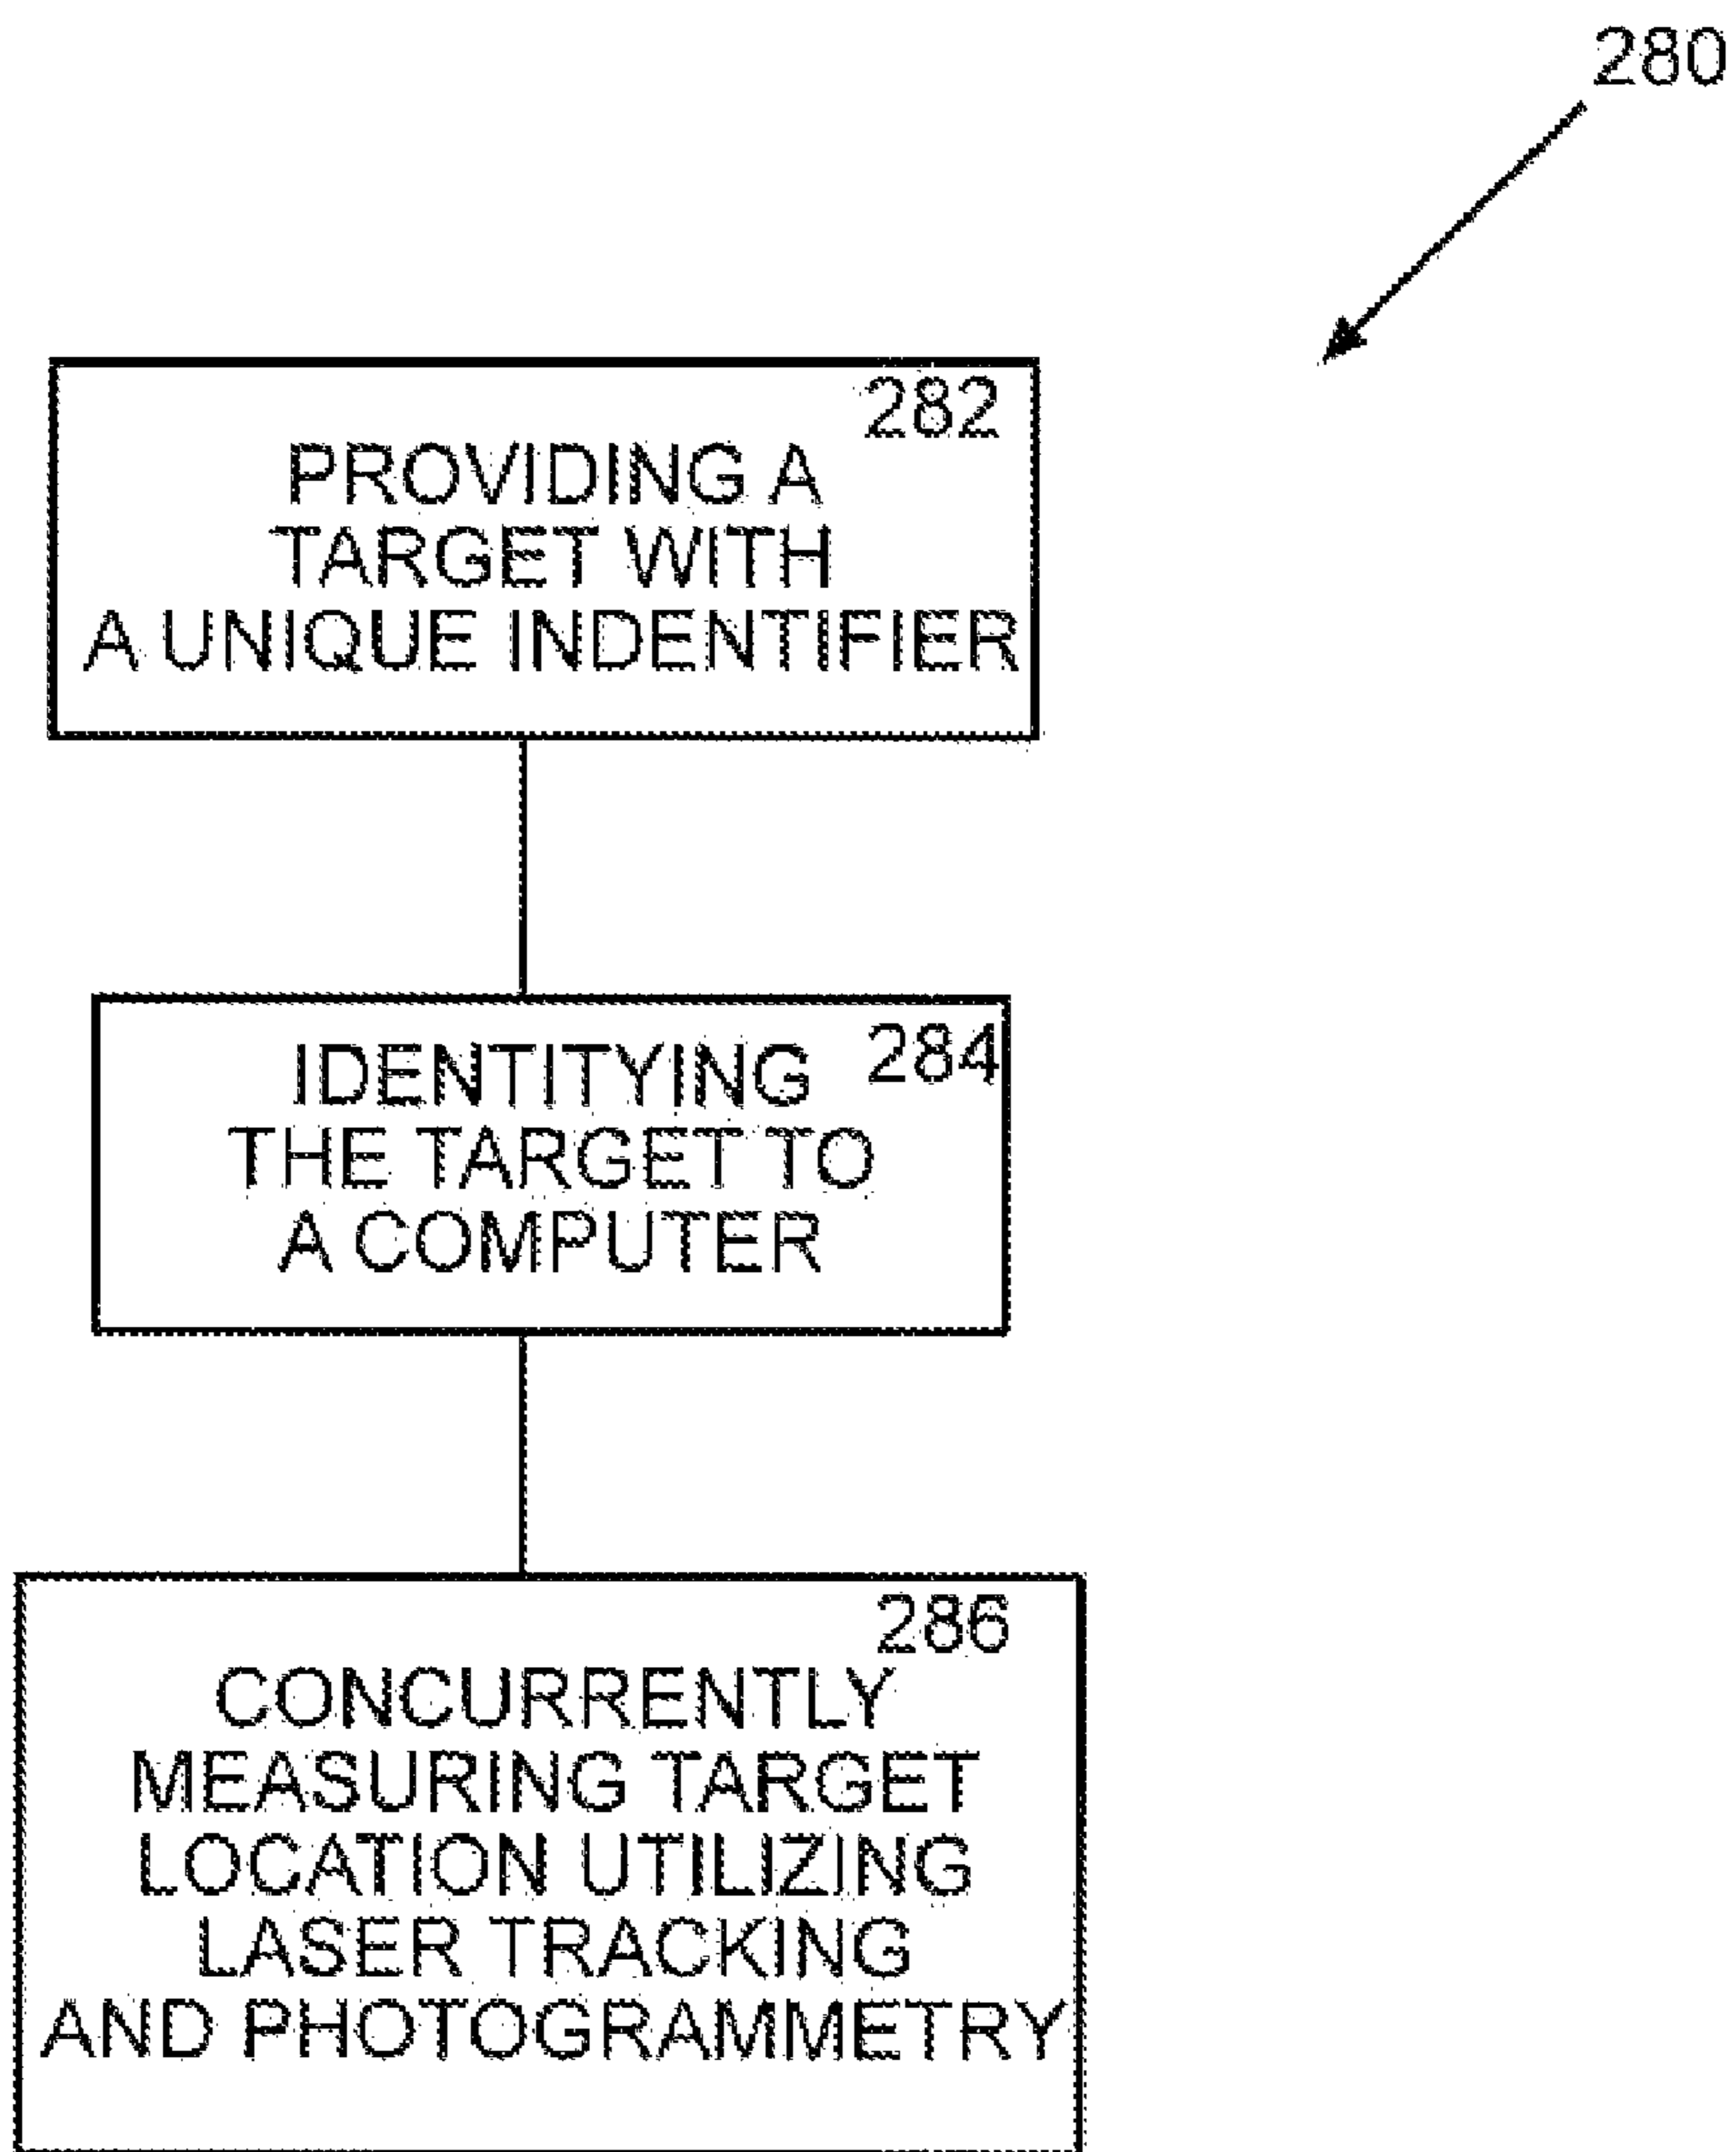 280
282
PROVIDING A
TARGET WITH
A UNIQUE INDENTIFIER
284
IDENTITYING
THE TARGET TO
A COMPUTER
286
CONCURRENTLY
MEASURING TARGET
LOCATION UTILIZING
LASER TRACKING
AND PHOTOGRAMMETRY